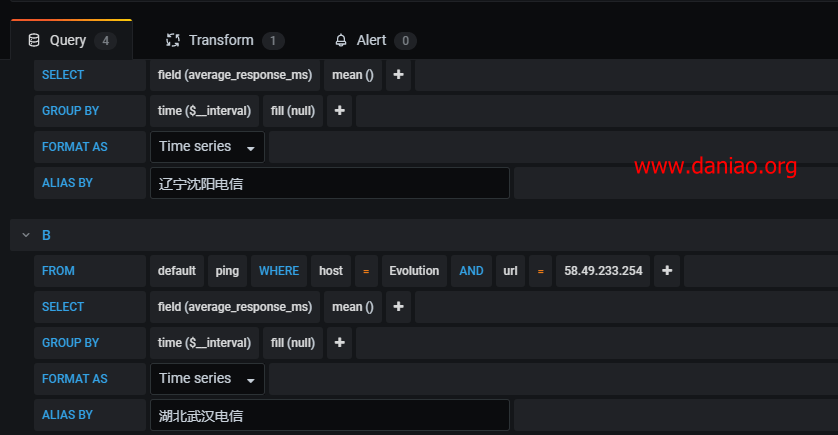 Query 4 Transform 1 Alert 0
SELECT field (average_response_ms) mean () +
GROUP BY time ($__interval) fill (null) +
FORMAT AS Time series
www.daniao.org
ALIAS BY 辽宁沈阳电信
B
FROM default ping WHERE host = Evolution AND url = 58.49.233.254 +
SELECT field (average_response_ms) mean () +
GROUP BY time ($__interval) fill (null) +
FORMAT AS Time series
ALIAS BY 湖北武汉电信